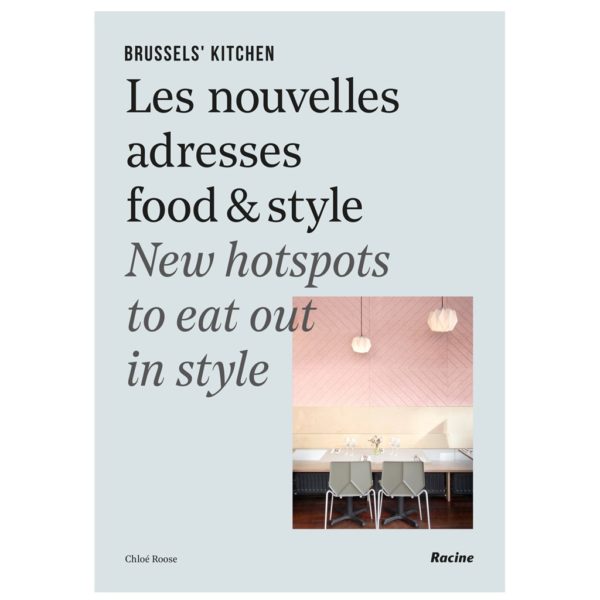 BRUSSELS' KITCHEN
Les nouvelles
adresses
food & style
New hotspots
to eat out
in style
Chloé Roose
Racine